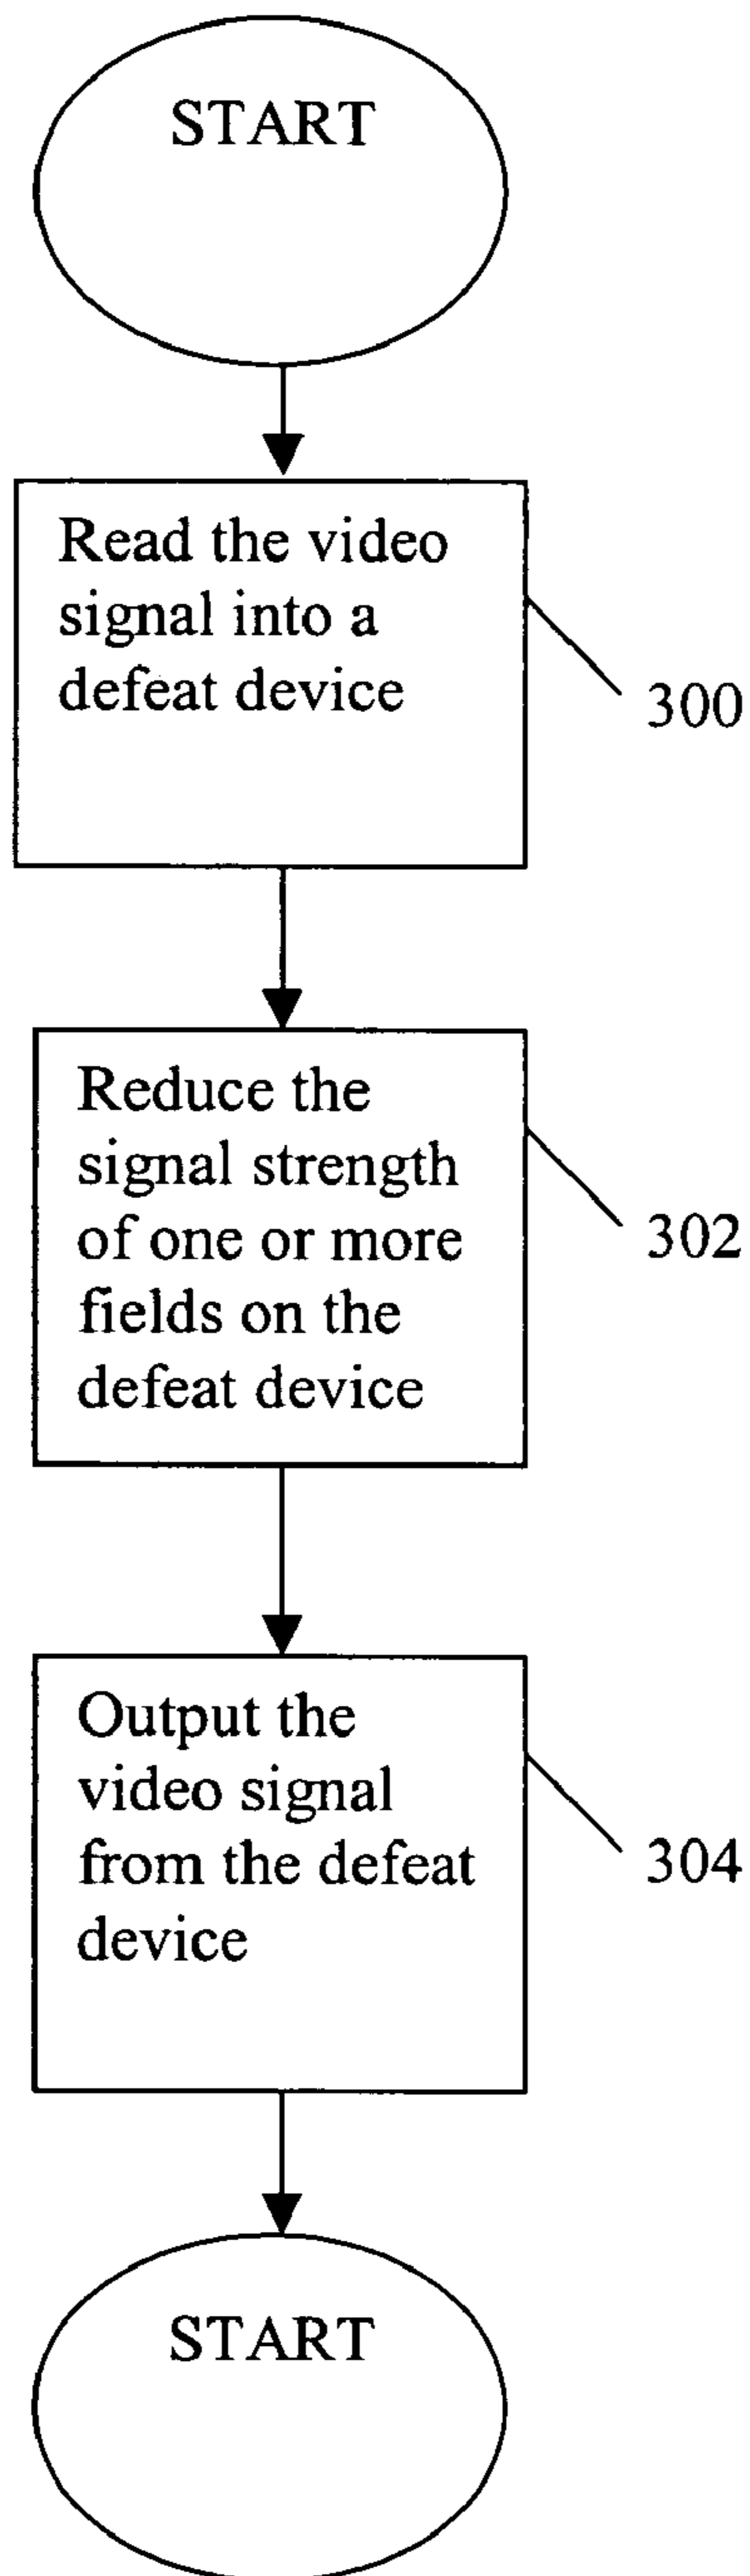 START
Read the video
signal into a
defeat device
300
Reduce the
signal strength
of one or more
fields on the
defeat device
302
Output the
video signal
from the defeat
device
304
START